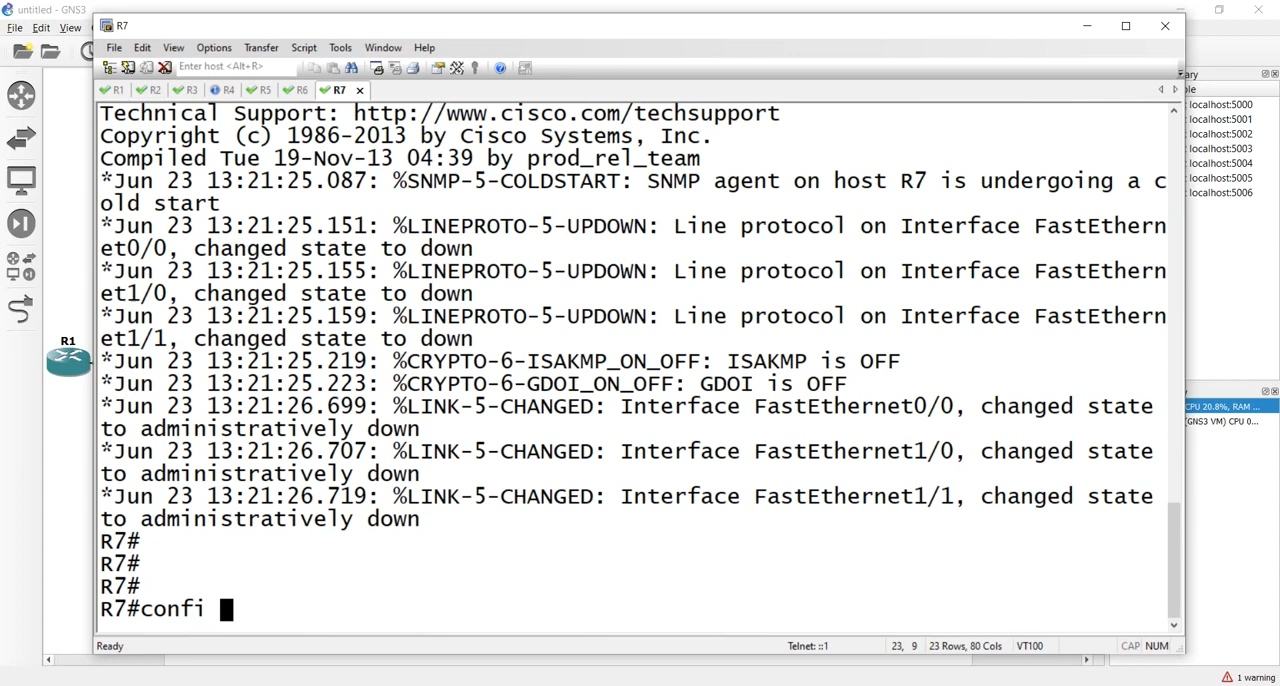 untitled - GNS3
File Edit View
R7
File Edit View Options Transfer Script Tools Window Help
Enter host <Alt+R>
R1 R2 R3 R4 R5 R6 R7
Technical Support: http://www.cisco.com/techsupport
Copyright (c) 1986-2013 by Cisco Systems, Inc.
Compiled Tue 19-Nov-13 04:39 by prod_rel_team
*Jun 23 13:21:25.087: %SNMP-5-COLDSTART: SNMP agent on host R7 is undergoing a c
old start
*Jun 23 13:21:25.151: %LINEPROTO-5-UPDOWN: Line protocol on Interface FastEthern
et0/0, changed state to down
*Jun 23 13:21:25.155: %LINEPROTO-5-UPDOWN: Line protocol on Interface FastEthern
et1/0, changed state to down
*Jun 23 13:21:25.159: %LINEPROTO-5-UPDOWN: Line protocol on Interface FastEthern
et1/1, changed state to down
*Jun 23 13:21:25.219: %CRYPTO-6-ISAKMP_ON_OFF: ISAKMP is OFF
*Jun 23 13:21:25.223: %CRYPTO-6-GDOI_ON_OFF: GDOI is OFF
*Jun 23 13:21:26.699: %LINK-5-CHANGED: Interface FastEthernet0/0, changed state
to administratively down
*Jun 23 13:21:26.707: %LINK-5-CHANGED: Interface FastEthernet1/0, changed state
to administratively down
*Jun 23 13:21:26.719: %LINK-5-CHANGED: Interface FastEthernet1/1, changed state
to administratively down
R7#
R7#
R7#
R7#confi
Ready Telnet: ::1 23, 9 23 Rows, 80 Cols VT100 CAP NUM
R1
ary
le
localhost:5000
localhost:5001
localhost:5002
localhost:5003
localhost:5004
localhost:5005
localhost:5006
CPU 20.8%, RAM ...
(GNS3 VM) CPU 0...
1 warning